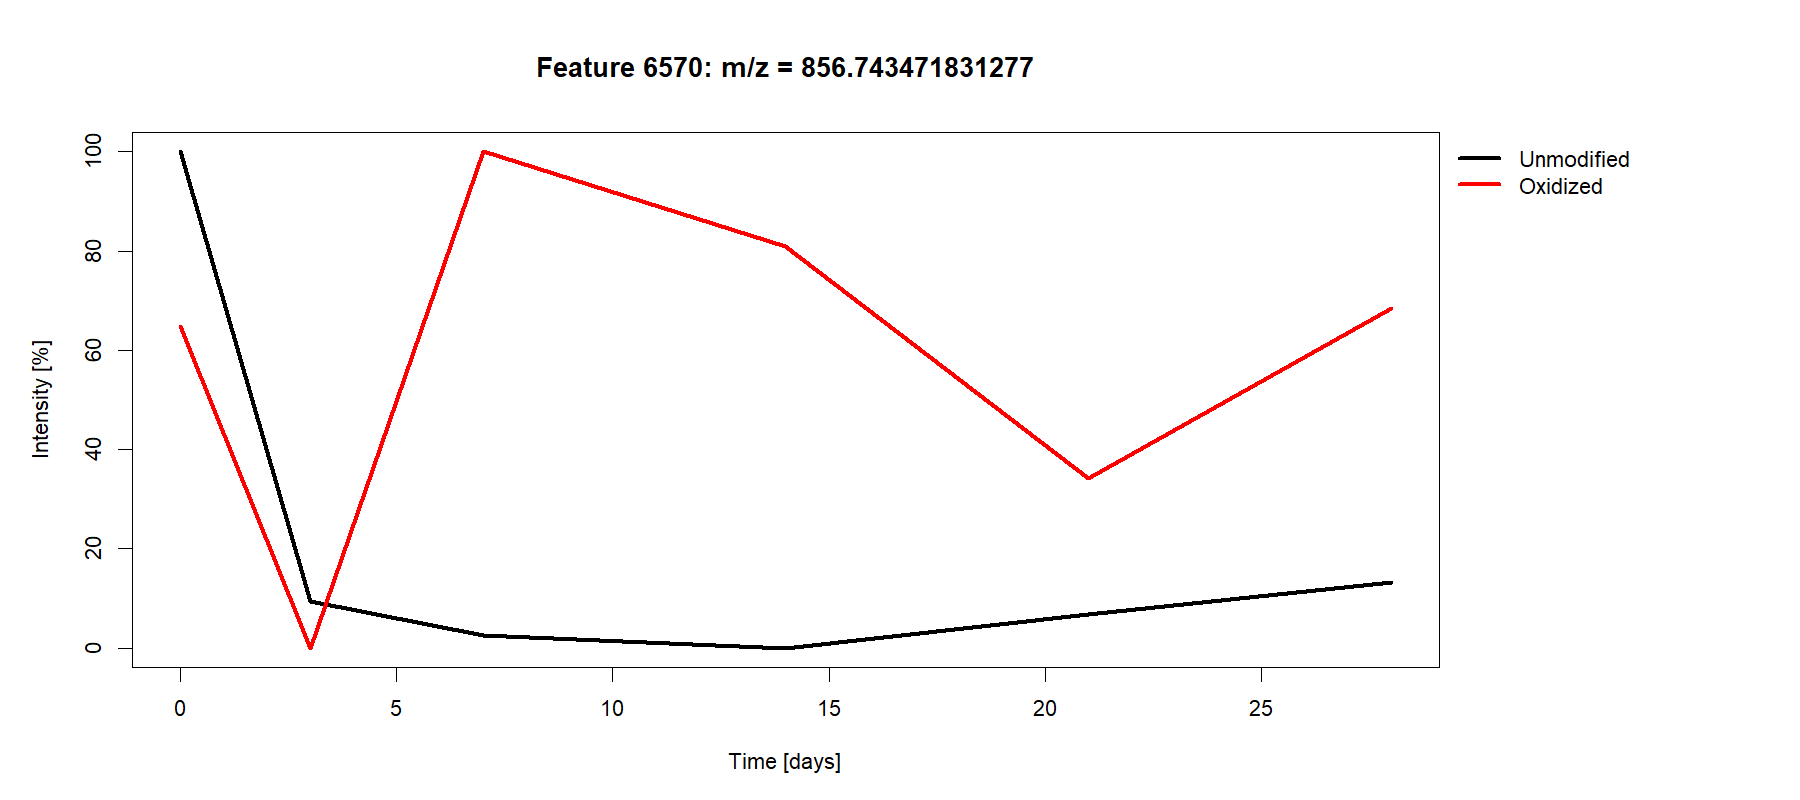 Feature 6570: m/z = 856.743471831277
Unmodified
Oxidized
100
80
60
40
20
0
Intensity [%]
0 5 10 15 20 25
Time [days]